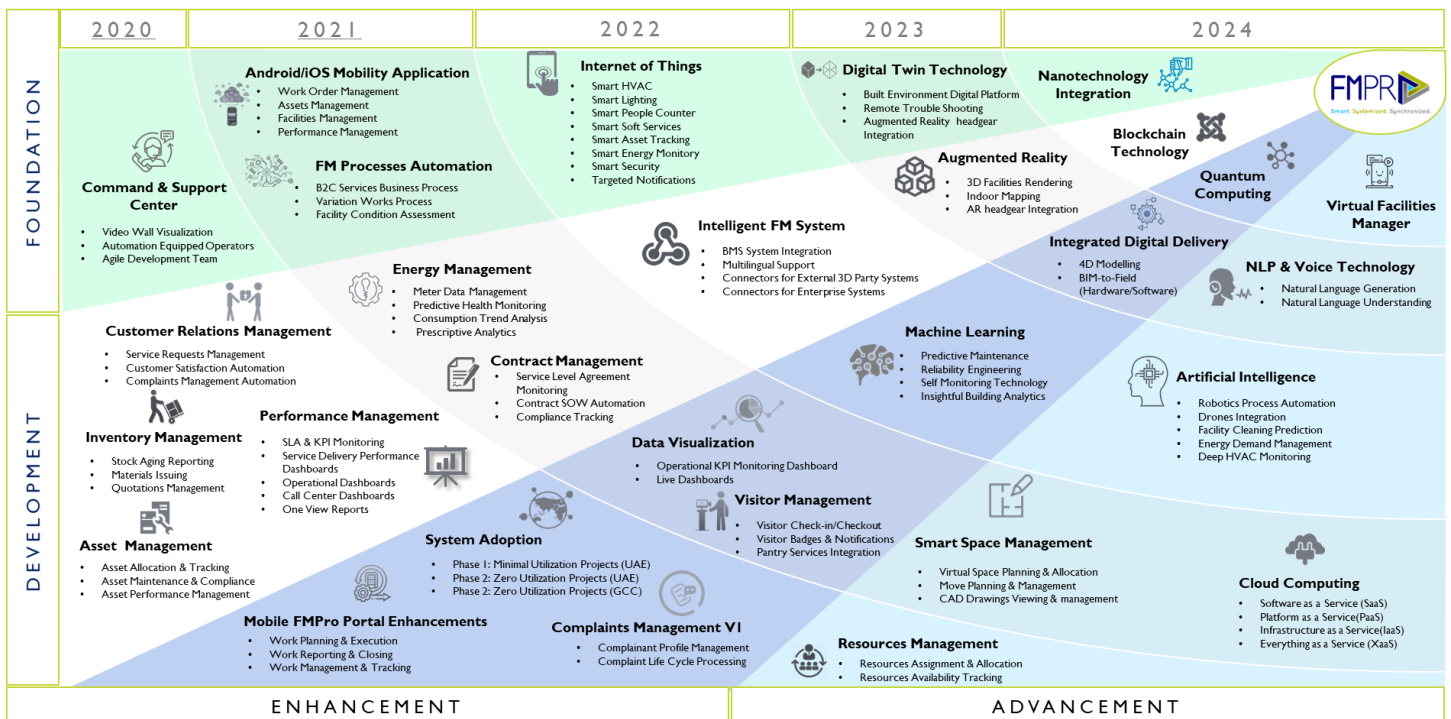 2020
2021
2022
2023
2024
FOUNDATION
DEVELOPMENT
Command & Support
Center
• Video Wall Visualization
• Automation Equipped Operators
• Agile Development Team
Android/iOS Mobility Application
• Work Order Management
• Assets Management
• Facilities Management
• Performance Management
FM Processes Automation
• B2C Services Business Process
• Variation Works Process
• Facility Condition Assessment
Internet of Things
• Smart HVAC
• Smart Lighting
• Smart People Counter
• Smart Soft Services
• Smart Asset Tracking
• Smart Energy Monitory
• Smart Security
• Targeted Notifications
Digital Twin Technology
• Built Environment Digital Platform
• Remote Trouble Shooting
• Augmented Reality headgear
Integration
Nanotechnology
Integration
FMPR
Smart. Systemized. Synchronized.
Blockchain
Technology
Augmented Reality
• 3D Facilities Rendering
• Indoor Mapping
• AR headgear Integration
Quantum
Computing
Virtual Facilities
Manager
Intelligent FM System
• BMS System Integration
• Multilingual Support
• Connectors for External 3D Party Systems
• Connectors for Enterprise Systems
Integrated Digital Delivery
• 4D Modelling
• BIM-to-Field
(Hardware/Software)
NLP & Voice Technology
• Natural Language Generation
• Natural Language Understanding
Energy Management
• Meter Data Management
• Predictive Health Monitoring
• Consumption Trend Analysis
• Prescriptive Analytics
Customer Relations Management
• Service Requests Management
• Customer Satisfaction Automation
• Complaints Management Automation
Contract Management
• Service Level Agreement
Monitoring
• Contract SOW Automation
• Compliance Tracking
Machine Learning
• Predictive Maintenance
• Reliability Engineering
• Self Monitoring Technology
• Insightful Building Analytics
Artificial Intelligence
• Robotics Process Automation
• Drones Integration
• Facility Cleaning Prediction
• Energy Demand Management
• Deep HVAC Monitoring
Inventory Management
• Stock Aging Reporting
• Materials Issuing
• Quotations Management
Performance Management
• SLA & KPI Monitoring
• Service Delivery Performance
Dashboards
• Operational Dashboards
• Call Center Dashboards
• One View Reports
Data Visualization
• Operational KPI Monitoring Dashboard
• Live Dashboards
Visitor Management
• Visitor Check-in/Checkout
• Visitor Badges & Notifications
• Pantry Services Integration
Asset Management
• Asset Allocation & Tracking
• Asset Maintenance & Compliance
• Asset Performance Management
System Adoption
• Phase 1: Minimal Utilization Projects (UAE)
• Phase 2: Zero Utilization Projects (UAE)
• Phase 2: Zero Utilization Projects (GCC)
Smart Space Management
• Virtual Space Planning & Allocation
• Move Planning & Management
• CAD Drawings Viewing & management
Cloud Computing
• Software as a Service (SaaS)
• Platform as a Service(PaaS)
• Infrastructure as a Service(IaaS)
• Everything as a Service (XaaS)
Mobile FMPro Portal Enhancements
• Work Planning & Execution
• Work Reporting & Closing
• Work Management & Tracking
Complaints Management V1
• Complainant Profile Management
• Complaint Life Cycle Processing
Resources Management
• Resources Assignment & Allocation
• Resources Availability Tracking
ENHANCEMENT
ADVANCEMENT